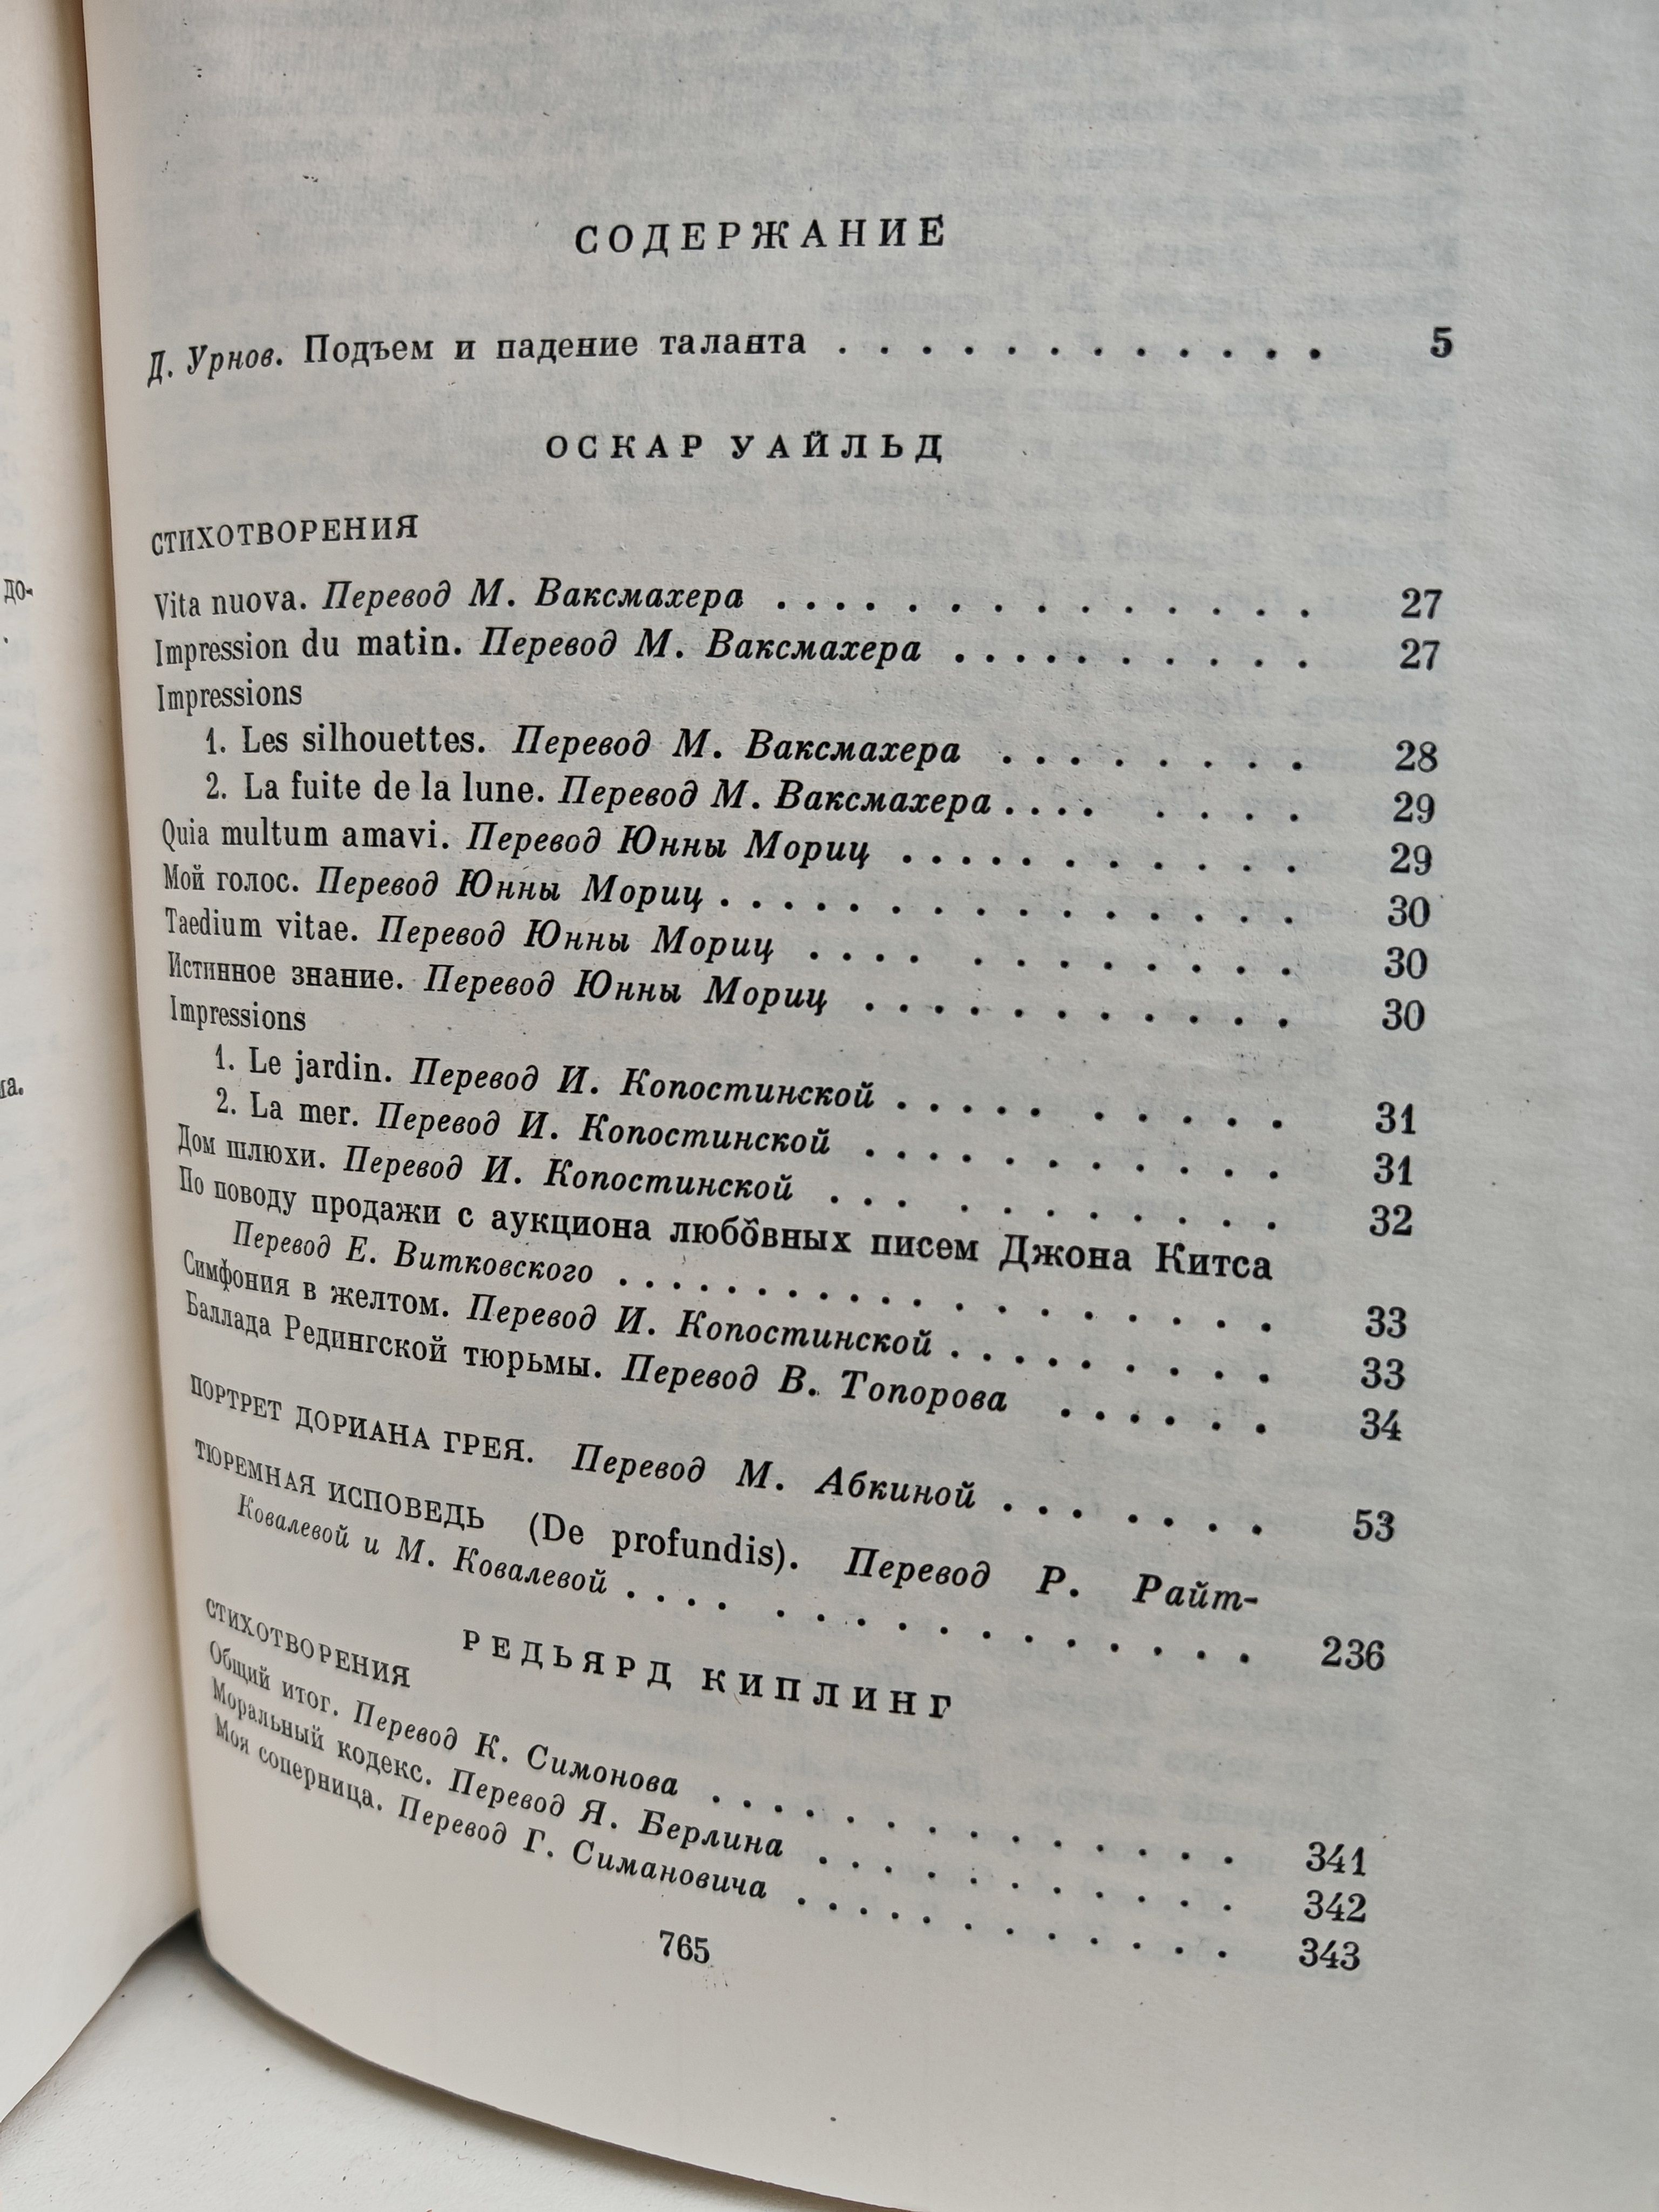 СОДЕРЖАНИЕ
Д. Урнов. Подъем и падение таланта . . . . . . . . . . . . 5
ОСКАР УАЙЛЬД
СТИХОТВОРЕНИЯ
Vita nuova. Перевод М. Ваксмахера . . . . . . . . . . . . . . 27
Impression du matin. Перевод М. Ваксмахера . . . . . . . . . . 27
Impressions
1. Les silhouettes. Перевод М. Ваксмахера . . . . . . . . 28
2. La fuite de la lune. Перевод М. Ваксмахера . . . . . . . . 29
Quia multum amavi. Перевод Юнны Мориц . . . . . . . . . . . 29
Мой голос. Перевод Юнны Мориц . . . . . . . . . . . . . . . 30
Taedium vitae. Перевод Юнны Мориц . . . . . . . . . . . . 30
Истинное знание. Перевод Юнны Мориц . . . . . . . . . . . 30
Impressions
1. Le jardin. Перевод И. Копостинской . . . . . . . . . . 31
2. La mer. Перевод И. Копостинской . . . . . . . . . . . 31
Дом шлюхи. Перевод И. Копостинской . . . . . . . . . . . 32
По поводу продажи с аукциона любовных писем Джона Китса
Перевод Е. Витковского . . . . . . . . . . . . . . . . . 33
Симфония в желтом. Перевод И. Копостинской . . . . . . . . . 33
Баллада Редингской тюрьмы. Перевод В. Топорова . . . . . . 34
ПОРТРЕТ ДОРИАНА ГРЕЯ. Перевод М. Абкиной . . . . . . . 53
ТЮРЕМНАЯ ИСПОВЕДЬ (De profundis). Перевод Р. Райт-
Ковалевой и М. Ковалевой . . . . . . . . . . . . . . . 236
РЕДЬЯРД КИПЛИНГ
СТИХОТВОРЕНИЯ
Общий итог. Перевод К. Симонова . . . . . . . . . . . . . . 341
Моральный кодекс. Перевод Я. Берлина . . . . . . . . . . . 342
Моя соперница. Перевод Г. Симановича . . . . . . . . . . . 343
765
до-